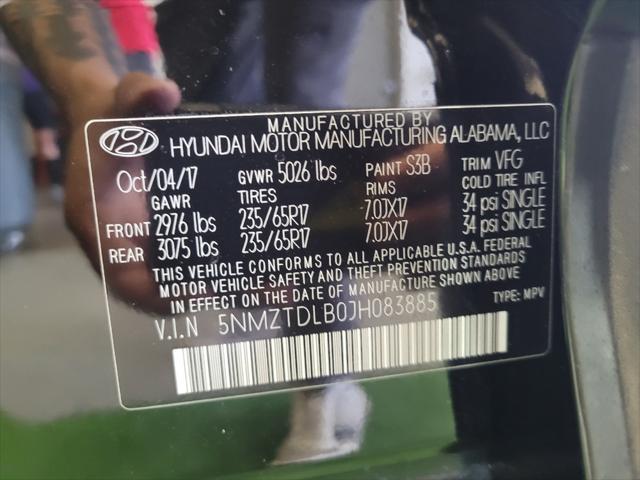 MANUFACTURED BY
HYUNDAI MOTOR MANUFACTURING ALABAMA, LLC
Oct/04/17 GVWR 5026 lbs PAINT S3B TRIM VFG
GAWR TIRES RIMS COLD TIRE INFL
FRONT 2976 lbs 235/65R17 7.0JX17 34 psi SINGLE
REAR 3075 lbs 235/65R17 7.0JX17 34 psi SINGLE
THIS VEHICLE CONFORMS TO ALL APPLICABLE U.S.A. FEDERAL
MOTOR VEHICLE SAFETY AND THEFT PREVENTION STANDARDS
IN EFFECT ON THE DATE OF MANUFACTURE SHOWN ABOVE
V.I.N 5NMZTDLB0JH083885 TYPE: MPV